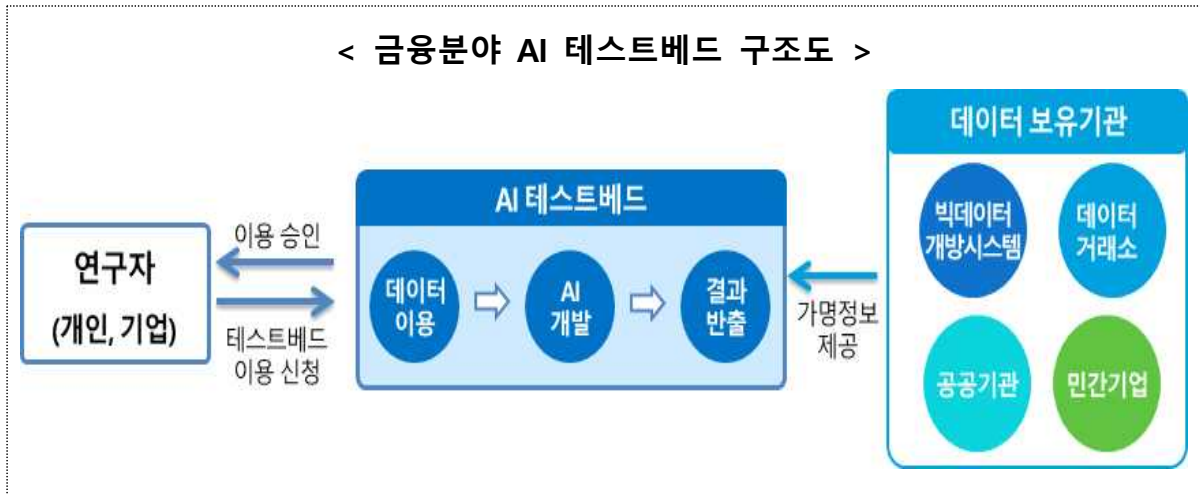 < 금융분야 AI 테스트베드 구조도 >
연구자
(개인, 기업)
이용 승인
테스트베드
이용 신청
AI 테스트베드
데이터
이용
AI
개발
결과
반출
가명정보
제공
데이터 보유기관
빅데이터
개방시스템
데이터
거래소
공공기관
민간기업